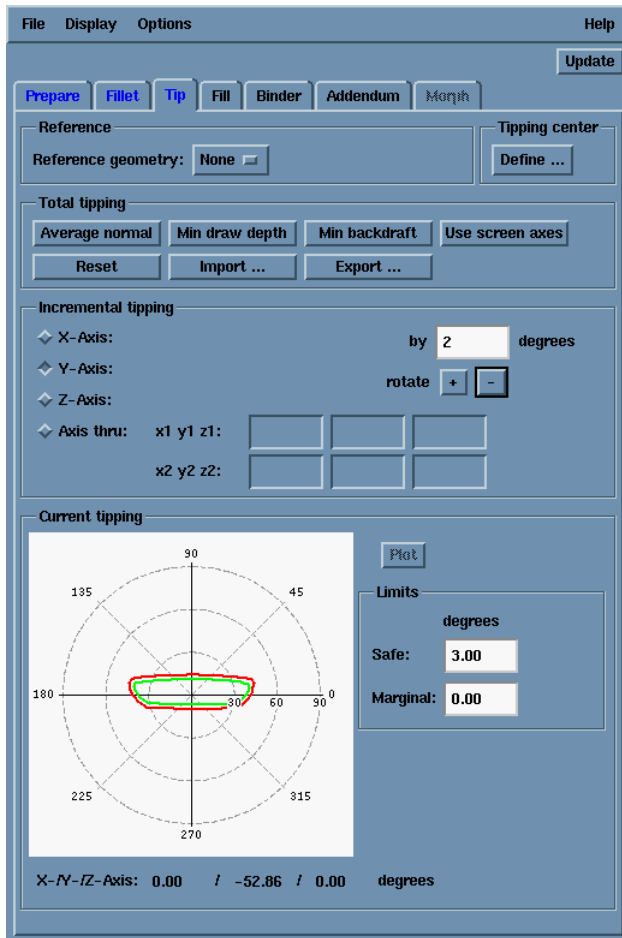 File Display Options Help
Update
Prepare Fillet Tip Fill Binder Addendum Morph
Reference
Reference geometry: None
Tipping center
Define ...
Total tipping
Average normal Min draw depth Min backdraft Use screen axes
Reset Import ... Export ...
Incremental tipping
X-Axis:
by 2 degrees
Y-Axis:
rotate + -
Z-Axis:
Axis thru: x1 y1 z1:
x2 y2 z2:
Current tipping
90
135 45
180 30 60 90 0
225 315
270
Plot
Limits
degrees
Safe: 3.00
Marginal: 0.00
X-/Y-/Z-Axis: 0.00 / -52.86 / 0.00 degrees